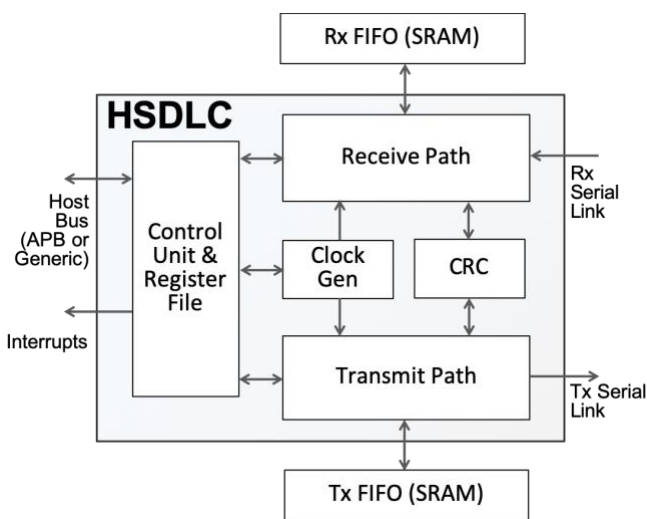 Rx FIFO (SRAM)
HSDLC
Receive Path
Rx
Serial
Link
Host
Bus
(APB or
Generic)
Control
Unit &
Register
File
Clock
Gen
CRC
Interrupts
Transmit Path
Tx Serial
Link
Tx FIFO (SRAM)